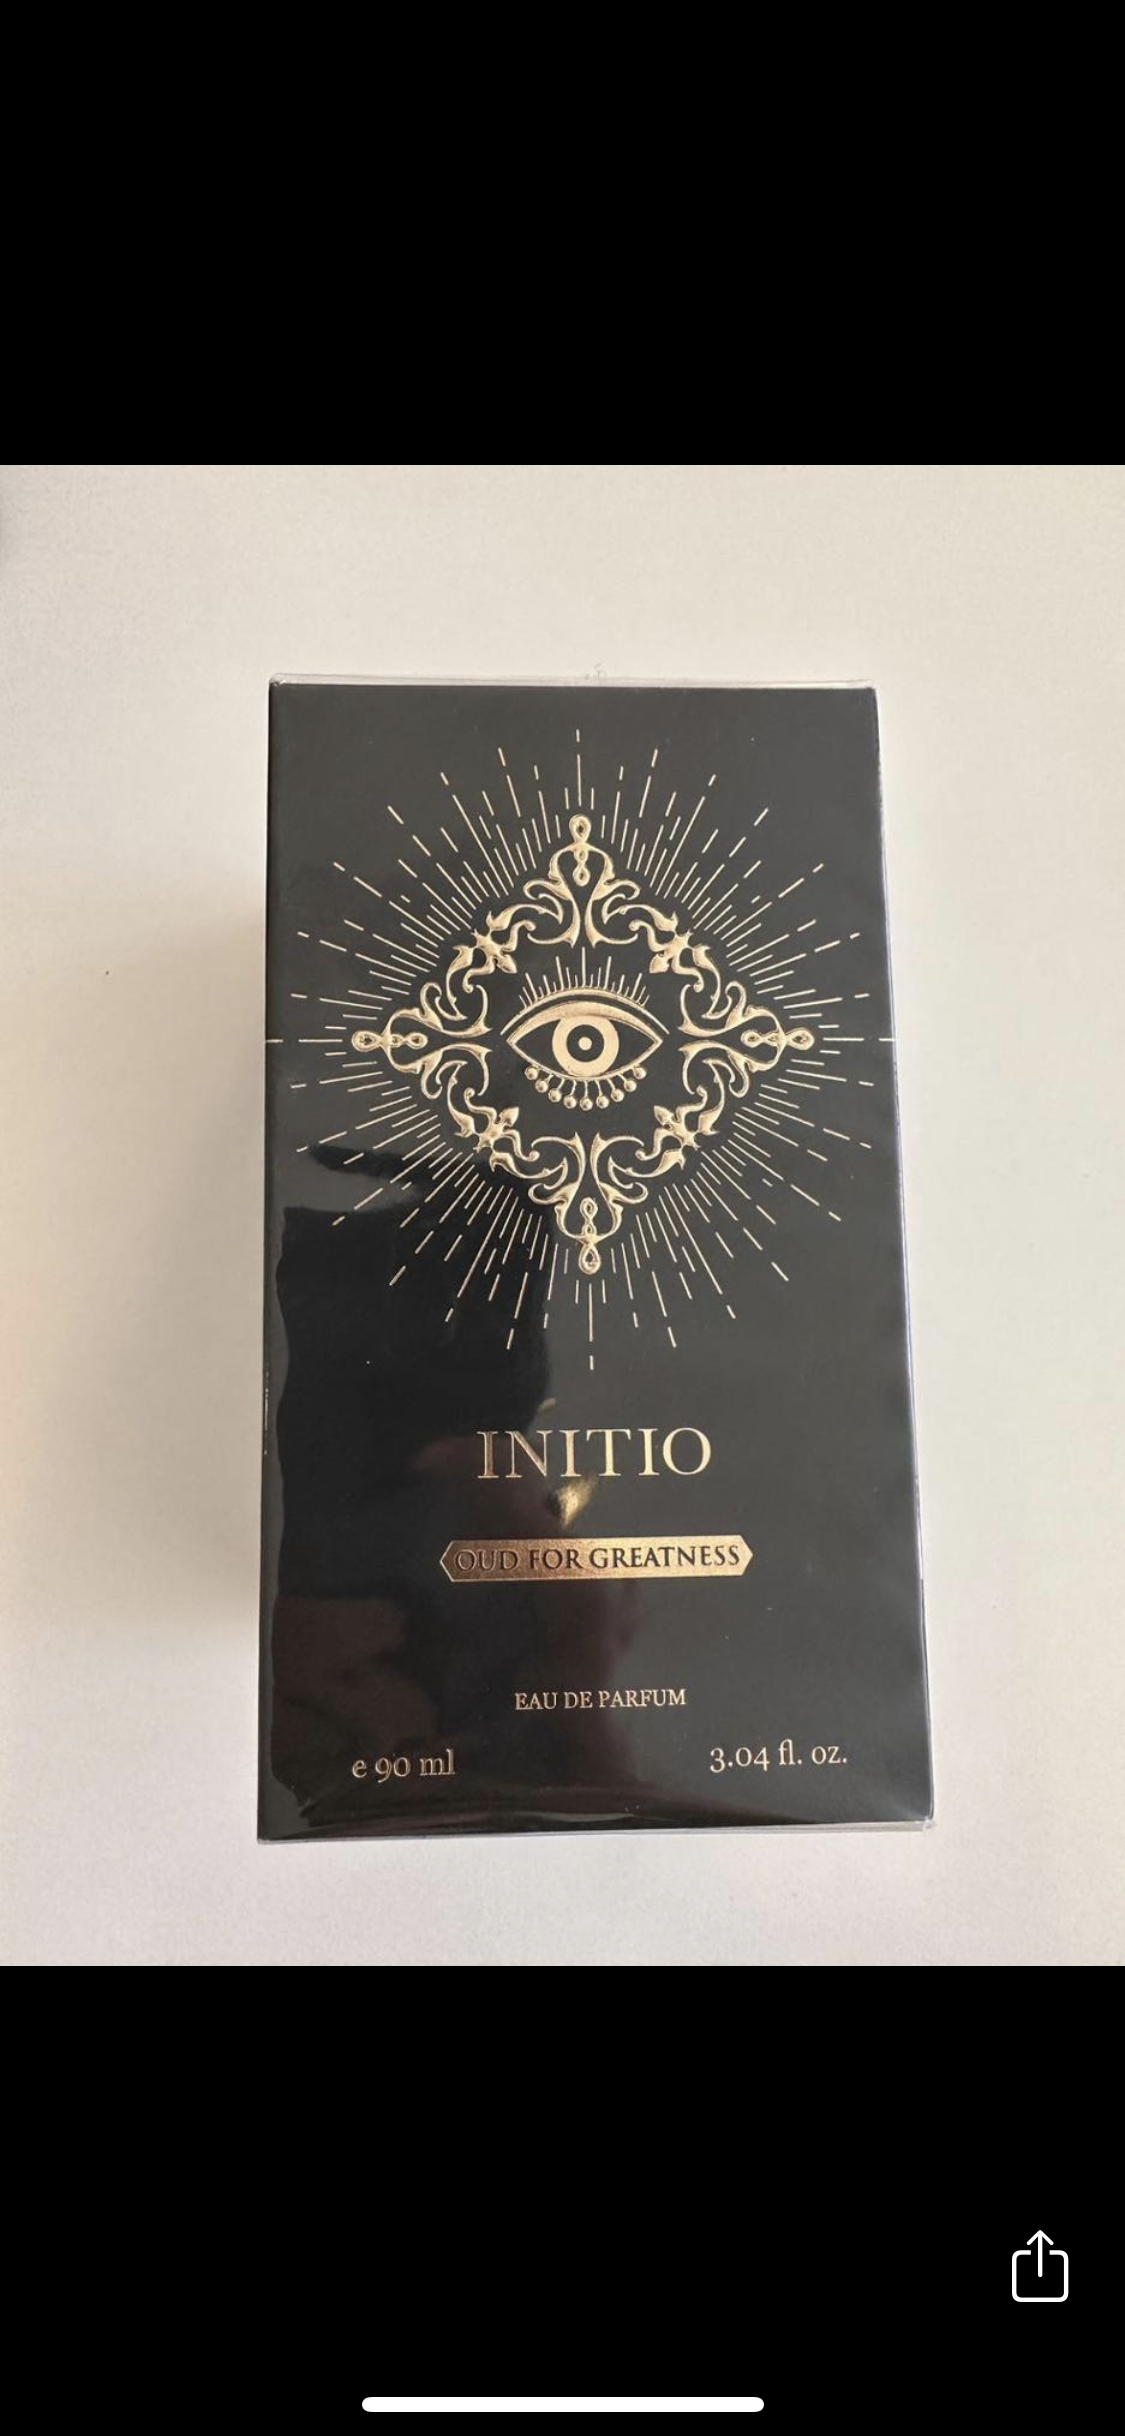 INITIO
OUD FOR GREATNESS
EAU DE PARFUM
e 90 ml
3.04 fl. oz.